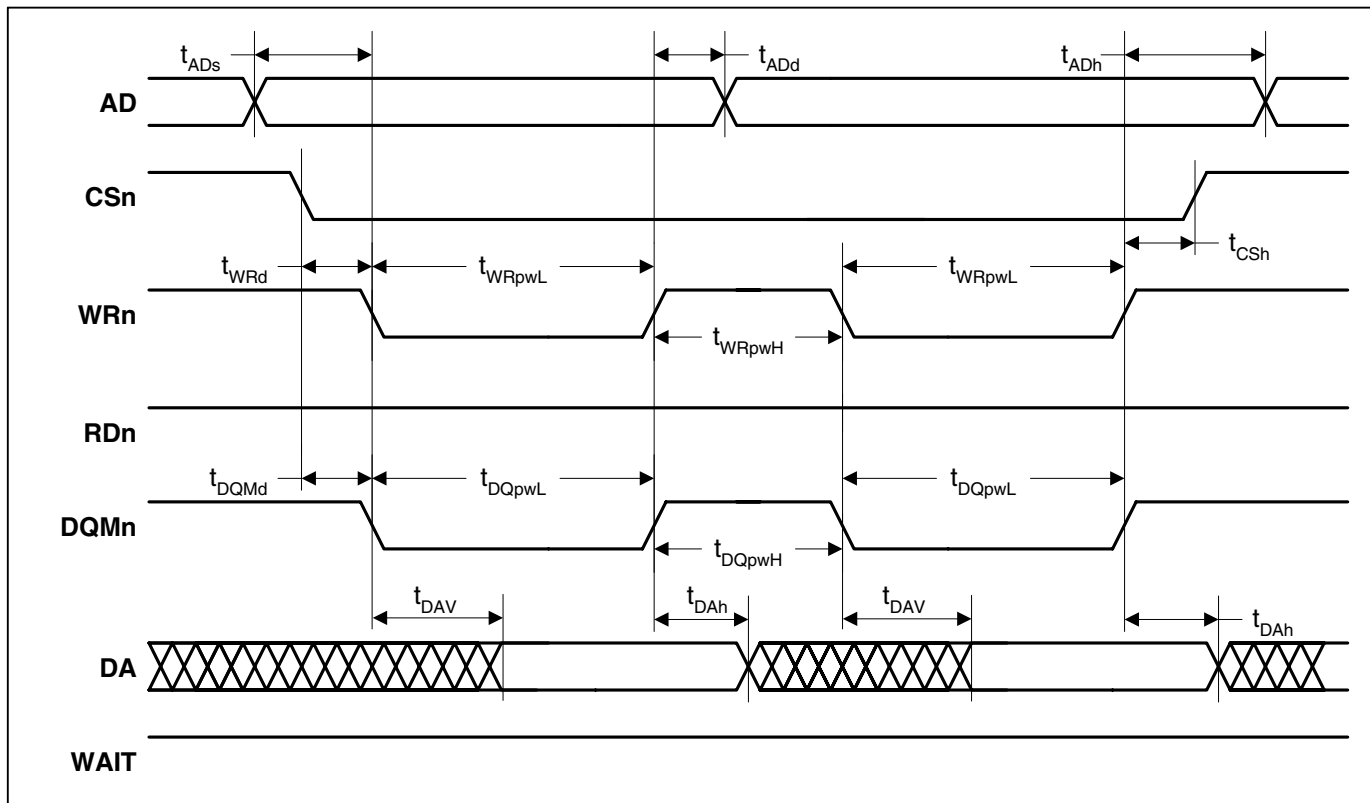 tADs
tADd
tADh
AD
CSn
tCSh
tWRd
tWRpwL
tWRpwL
WRn
tWRpwH
RDn
tDQMd
tDQpwL
tDQpwL
DQMn
tDQpwH
tDAV
tDAh
tDAV
tDAh
DA
WAIT